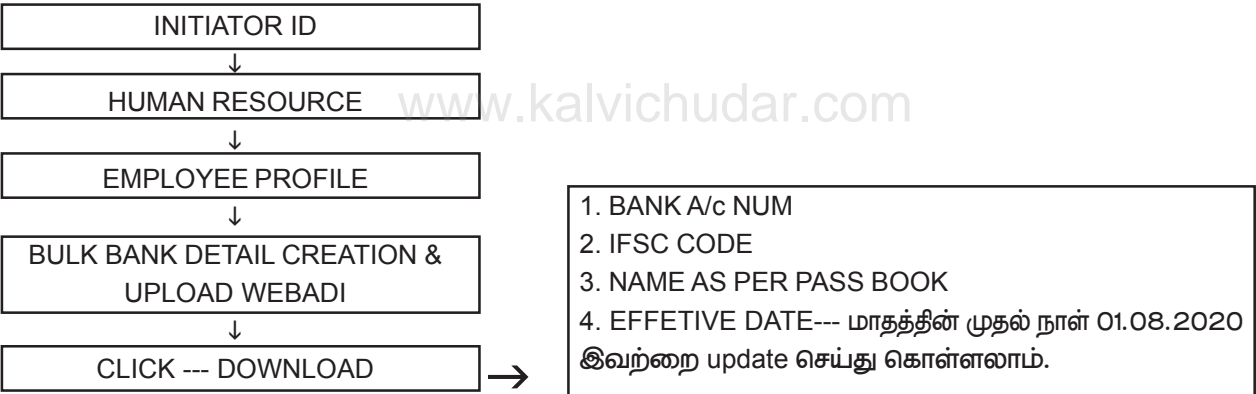 INITIATOR ID
↓
HUMAN RESOURCE
www.kalvichudar.com
↓
EMPLOYEE PROFILE
↓
BULK BANK DETAIL CREATION &
UPLOAD WEBADI
↓
CLICK --- DOWNLOAD
→
1. BANK A/c NUM
2. IFSC CODE
3. NAME AS PER PASS BOOK
4. EFFETIVE DATE--- மாதத்தின் முதல் நாள் 01.08.2020
இவற்றை update செய்து கொள்ளலாம்.